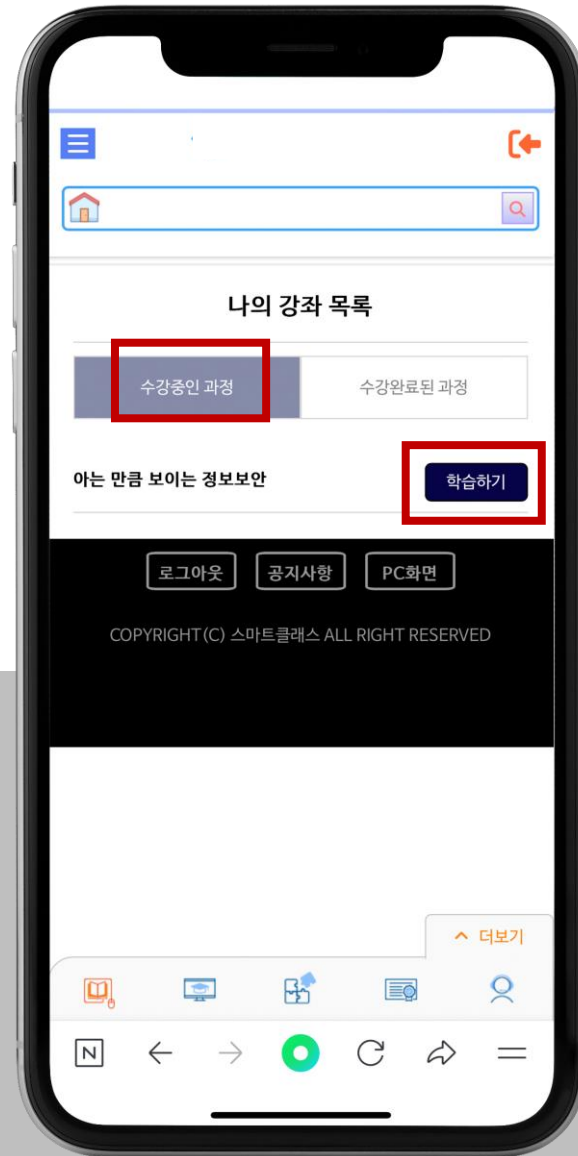 나의 강좌 목록
수강중인 과정
수강완료된 과정
아는 만큼 보이는 정보보안
학습하기
로그아웃
공지사항
PC화면
COPYRIGHT(C) 스마트클래스 ALL RIGHT RESERVED
더보기
N